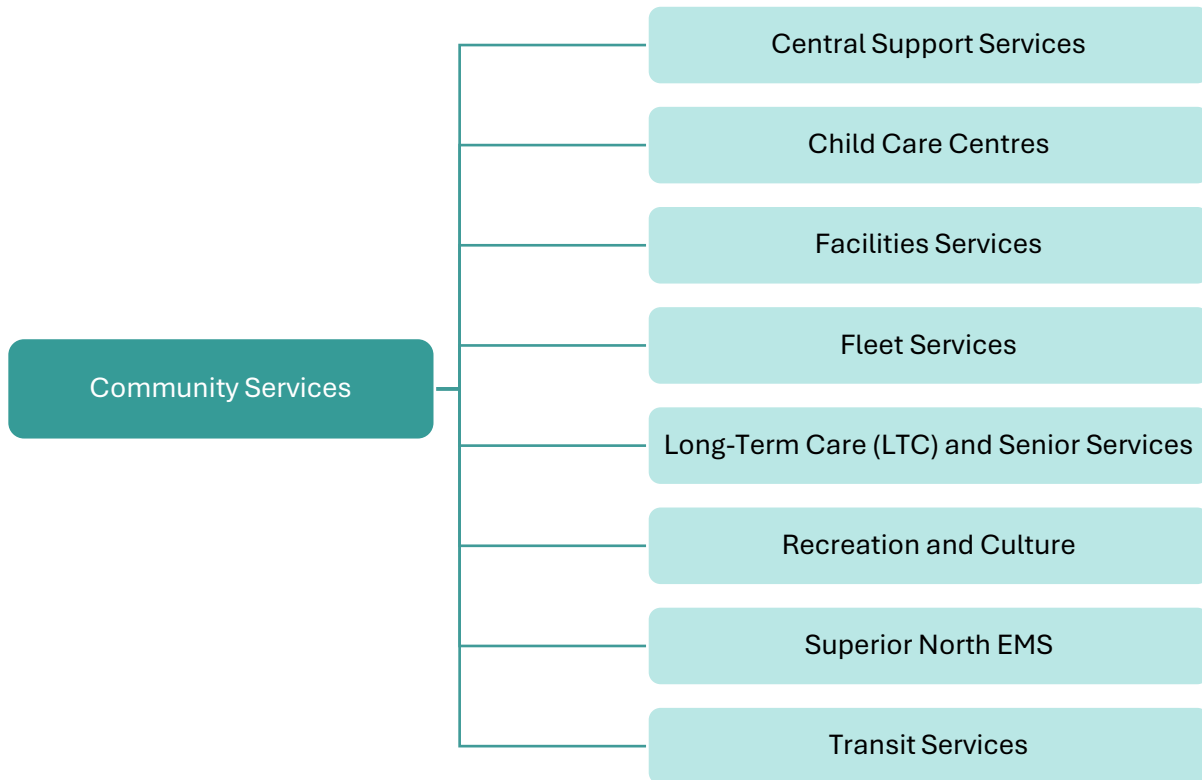 Central Support Services
Child Care Centres
Facilities Services
Fleet Services
Community Services
Long-Term Care (LTC) and Senior Services
Recreation and Culture
Superior North EMS
Transit Services